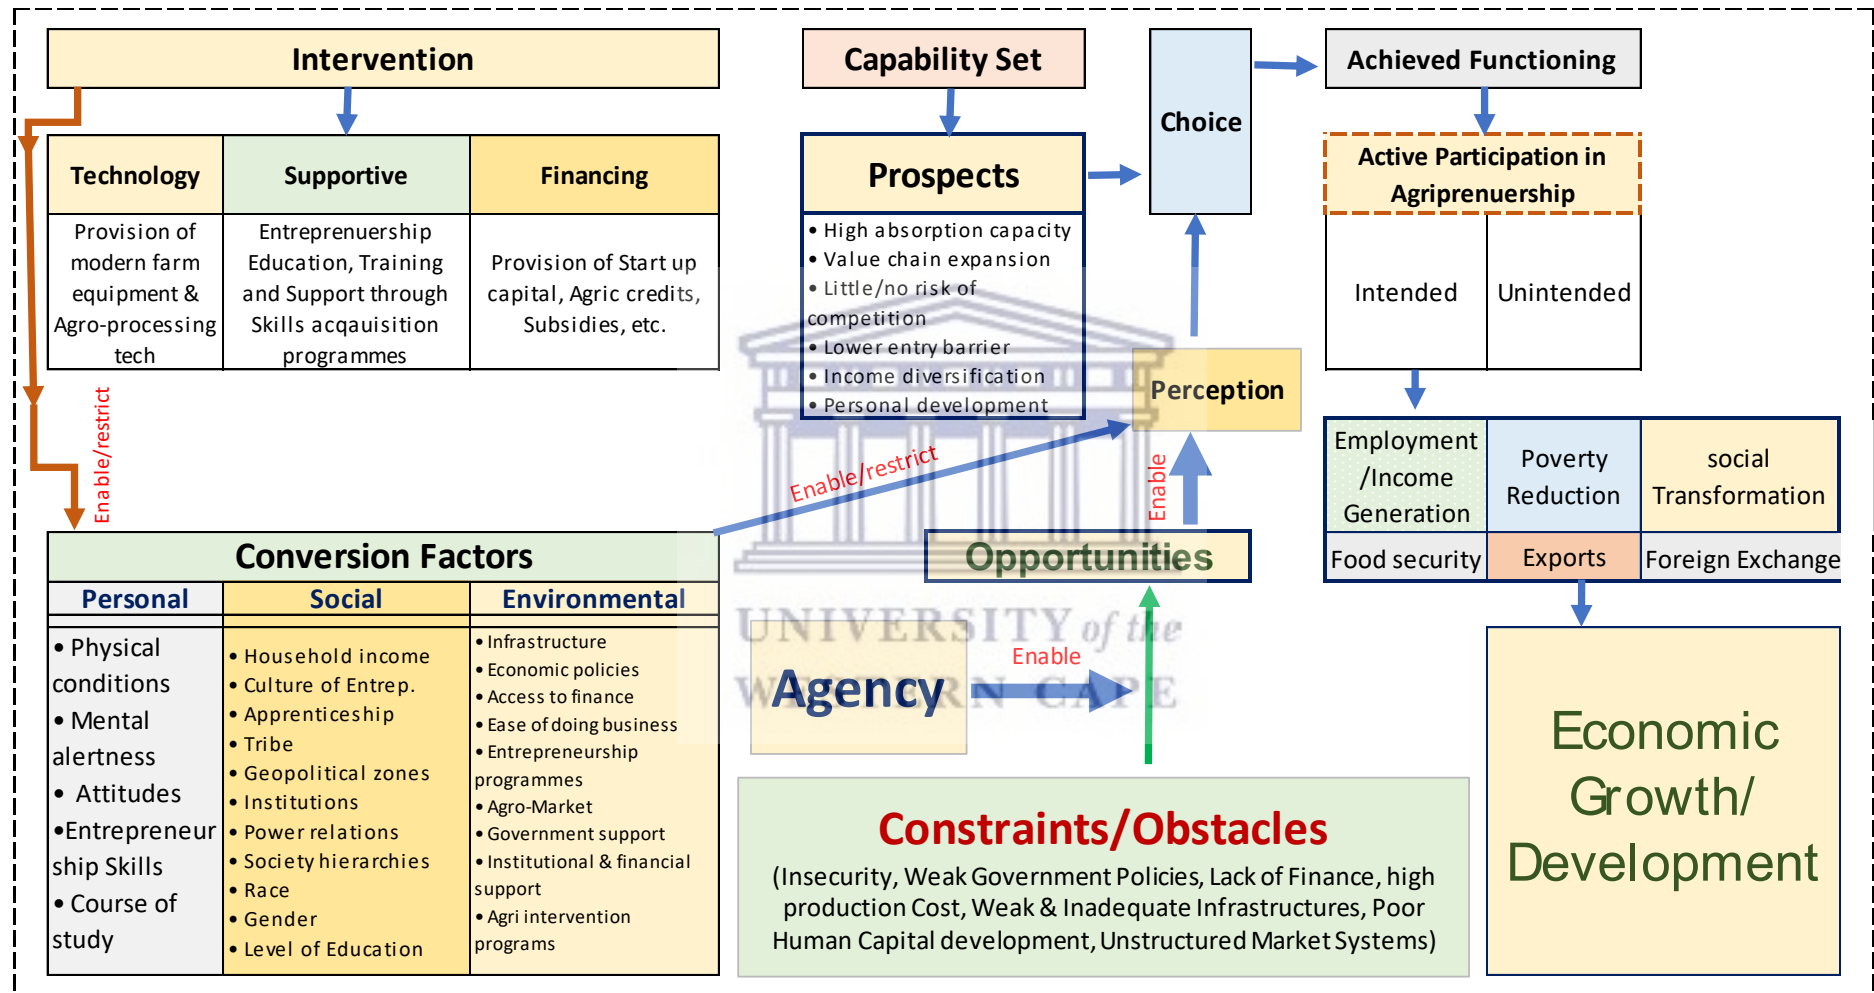 Intervention
Technology
Supportive
Financing
Provision of
modern farm
equipment &
Agro-processing
tech
Entreprenuership
Education, Training
and Support through
Skills acqauisition
programmes
Provision of Start up
capital, Agric credits,
Subsidies, etc.
Enable/restrict
Conversion Factors
Personal
Social
Environmental
• Physical
conditions
• Mental
alertness
• Attitudes
•Entrepreneur
ship Skills
• Course of
study
• Household income
• Culture of Entrep.
• Apprenticeship
• Tribe
• Geopolitical zones
• Institutions
• Power relations
• Society hierarchies
• Race
• Gender
• Level of Education
• Infrastructure
• Economic policies
• Access to finance
• Ease of doing business
• Entrepreneurship
programmes
• Agro-Market
• Government support
• Institutional & financial
support
• Agri intervention
programs
Capability Set
Prospects
• High absorption capacity
• Value chain expansion
• Little/no risk of
competition
• Lower entry barrier
• Income diversification
• Personal development
Choice
Perception
Enable/restrict
Enable
Opportunities
UNIVERSITY of the
WESTERN CAPE
Agency
Enable
Constraints/Obstacles
(Insecurity, Weak Government Policies, Lack of Finance, high
production Cost, Weak & Inadequate Infrastructures, Poor
Human Capital development, Unstructured Market Systems)
Achieved Functioning
Active Participation in
Agriprenuership
Intended
Unintended
Employment
/Income
Generation
Poverty
Reduction
social
Transformation
Food security
Exports
Foreign Exchange
Economic
Growth/
Development